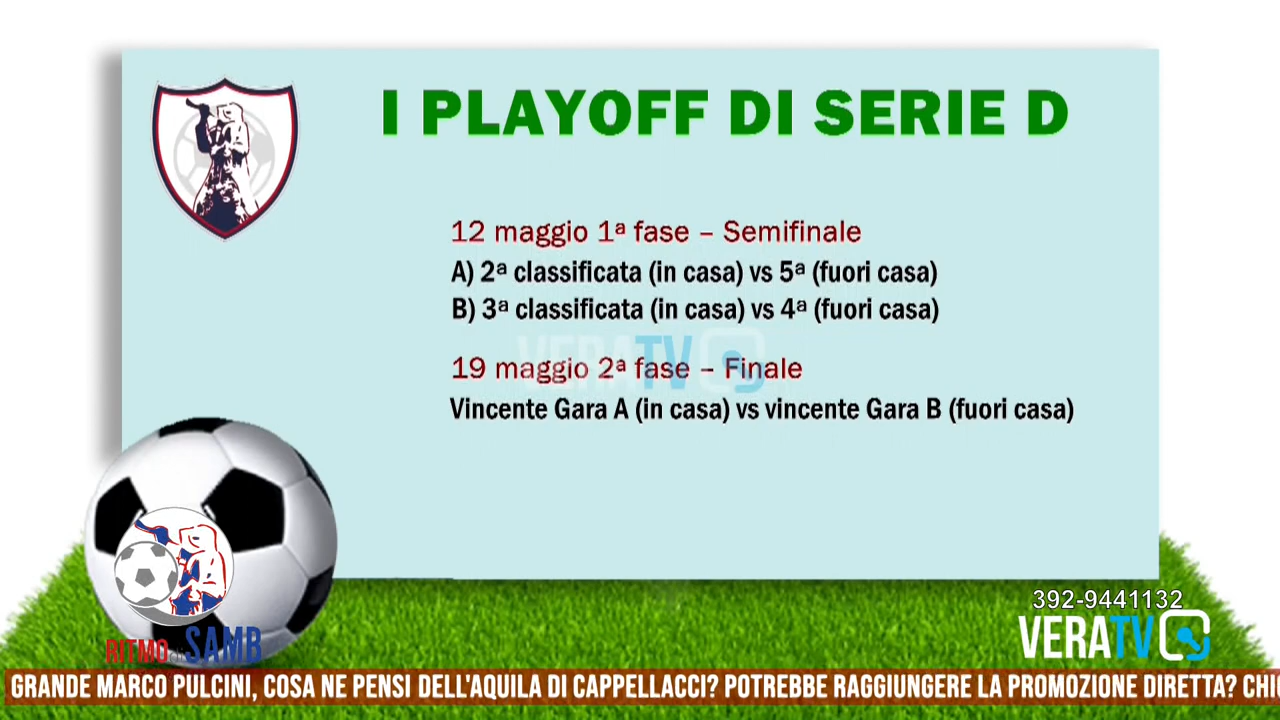 I PLAYOFF DI SERIE D
12 maggio 1ª fase – Semifinale
A) 2ª classificata (in casa) vs 5ª (fuori casa)
B) 3ª classificata (in casa) vs 4ª (fuori casa)
VERATV
19 maggio 2ª fase – Finale
Vincente Gara A (in casa) vs vincente Gara B (fuori casa)
392-9441132
VERATV
RITMO di SAMB
GRANDE MARCO PULCINI, COSA NE PENSI DELL'AQUILA DI CAPPELLACCI? POTREBBE RAGGIUNGERE LA PROMOZIONE DIRETTA?